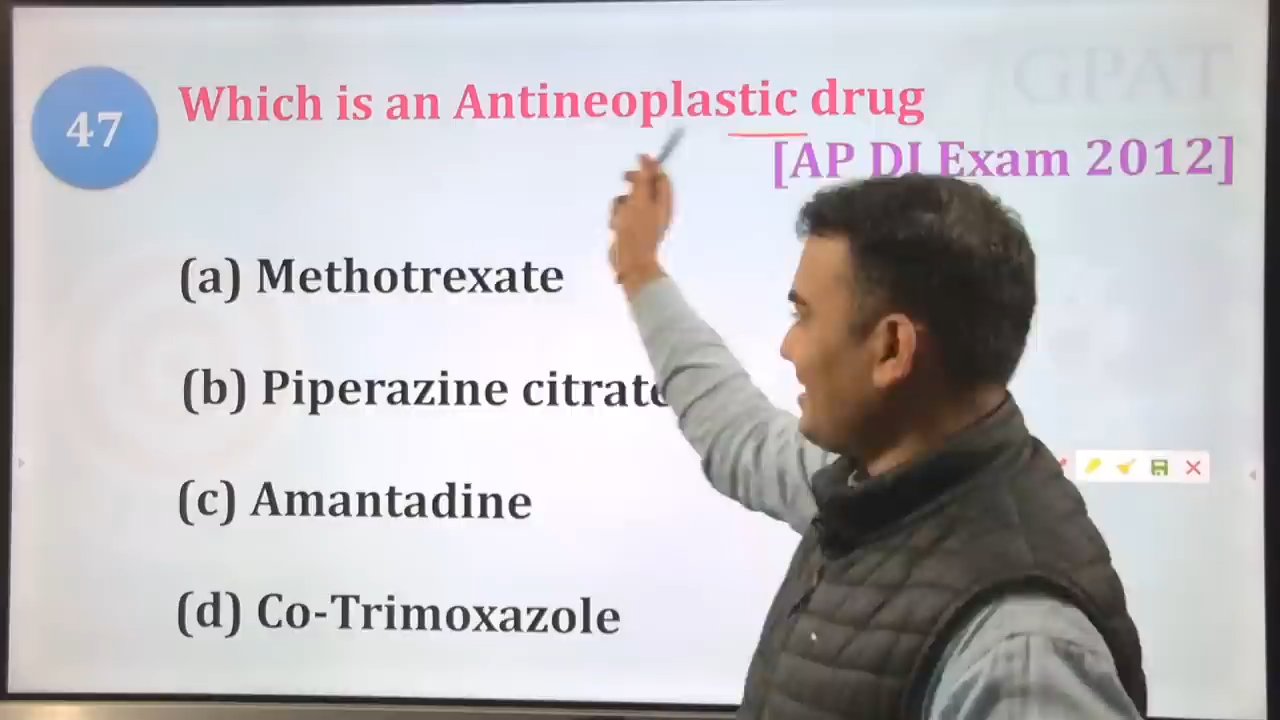 GPAT
47
Which is an Antineoplastic drug
[AP DI Exam 2012]
(a) Methotrexate
(b) Piperazine citrate
(c) Amantadine
(d) Co-Trimoxazole